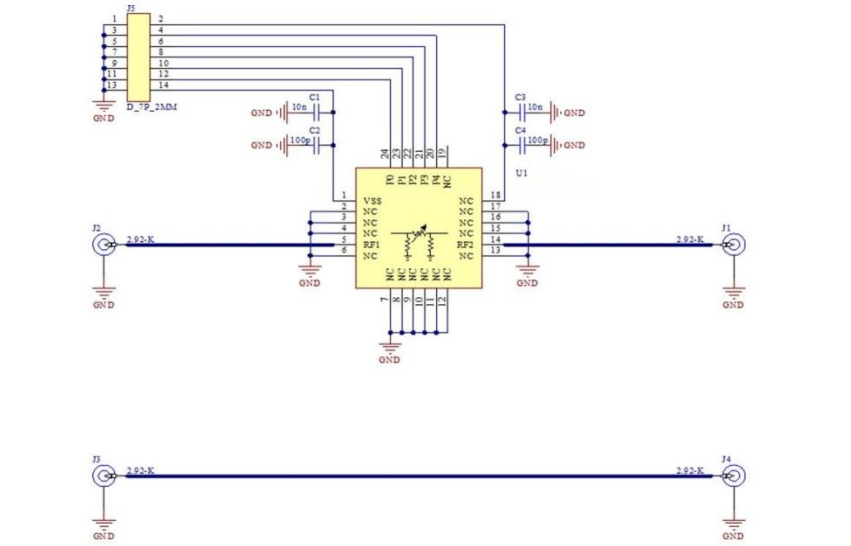 J5
1 2
3 4
5 6
7 8
9 10
11 12
13 14
D_7P_2MM
GND
C1
GND 10n
C2
GND 100p
C3
10n GND
C4
100p GND
U1
24 23 22 21 20 19
P0 P1 P2 P3 P4 NC
1 VSS NC 18
2 NC NC 17
3 NC NC 16
4 NC NC 15
5 RF1 RF2 14
6 NC NC 13
NC NC NC NC NC NC
7 8 9 10 11 12
J2
2.92-K
GND
GND
GND
GND
J1
2.92-K
GND
J3
2.92-K
GND
J4
2.92-K
GND